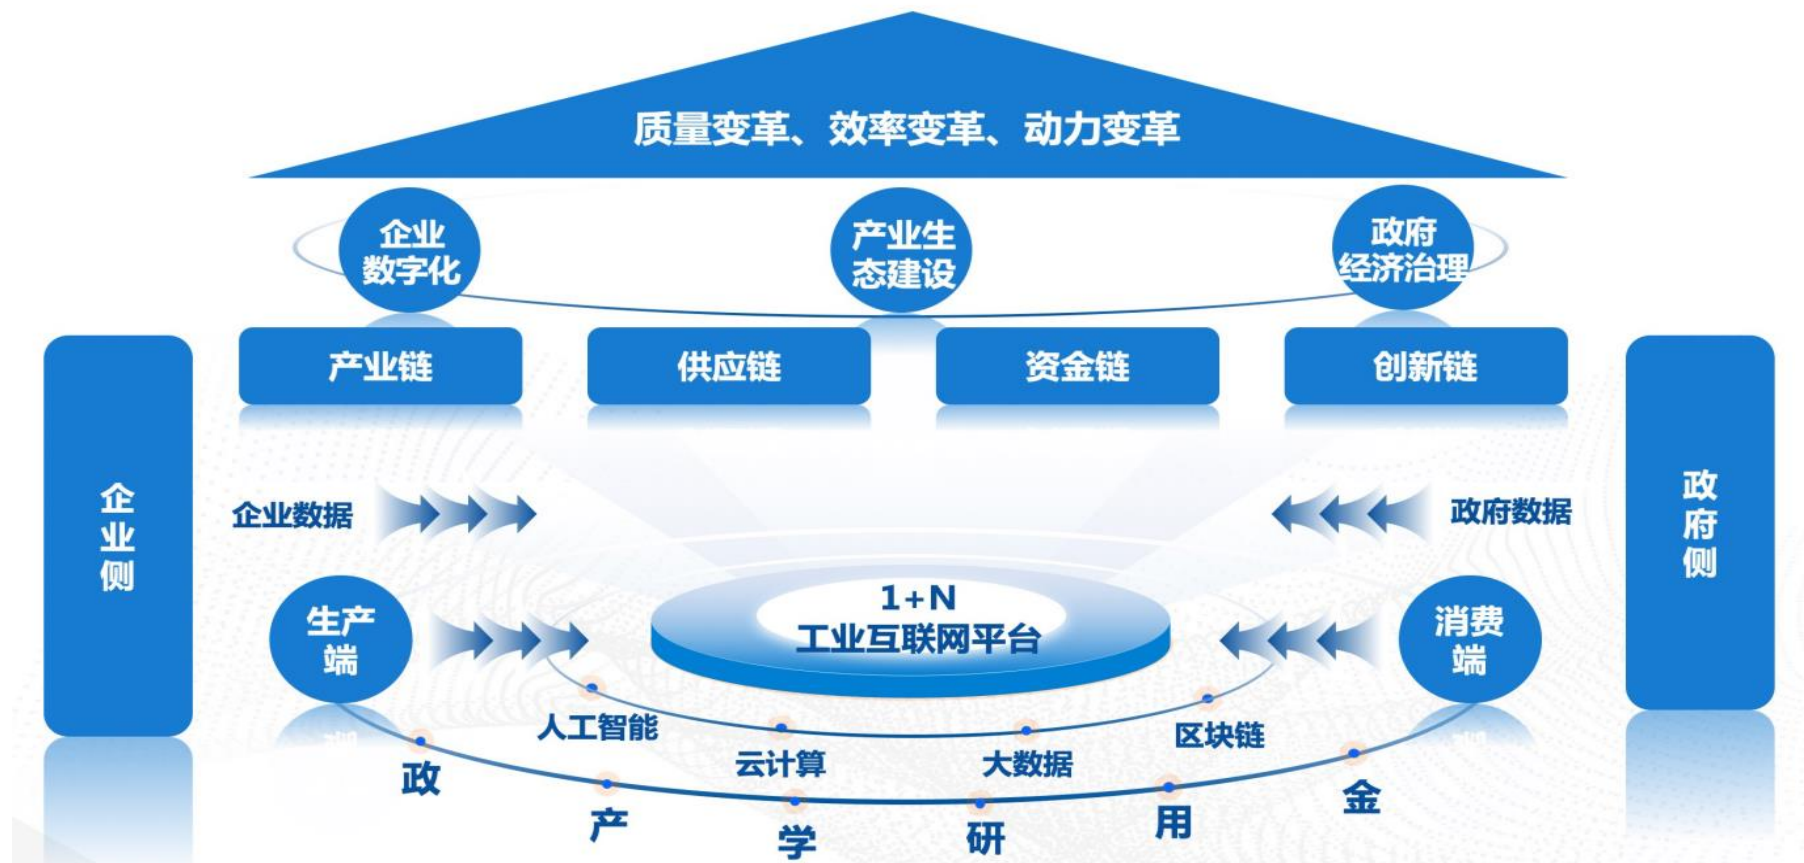 质量变革、效率变革、动力变革
企业
数字化
产业生
态建设
政府
经济治理
产业链
供应链
资金链
创新链
企业侧
政府侧
企业数据
政府数据
生产
端
1+N
工业互联网平台
消费
端
人工智能
云计算
大数据
区块链
政
产
学
研
用
金